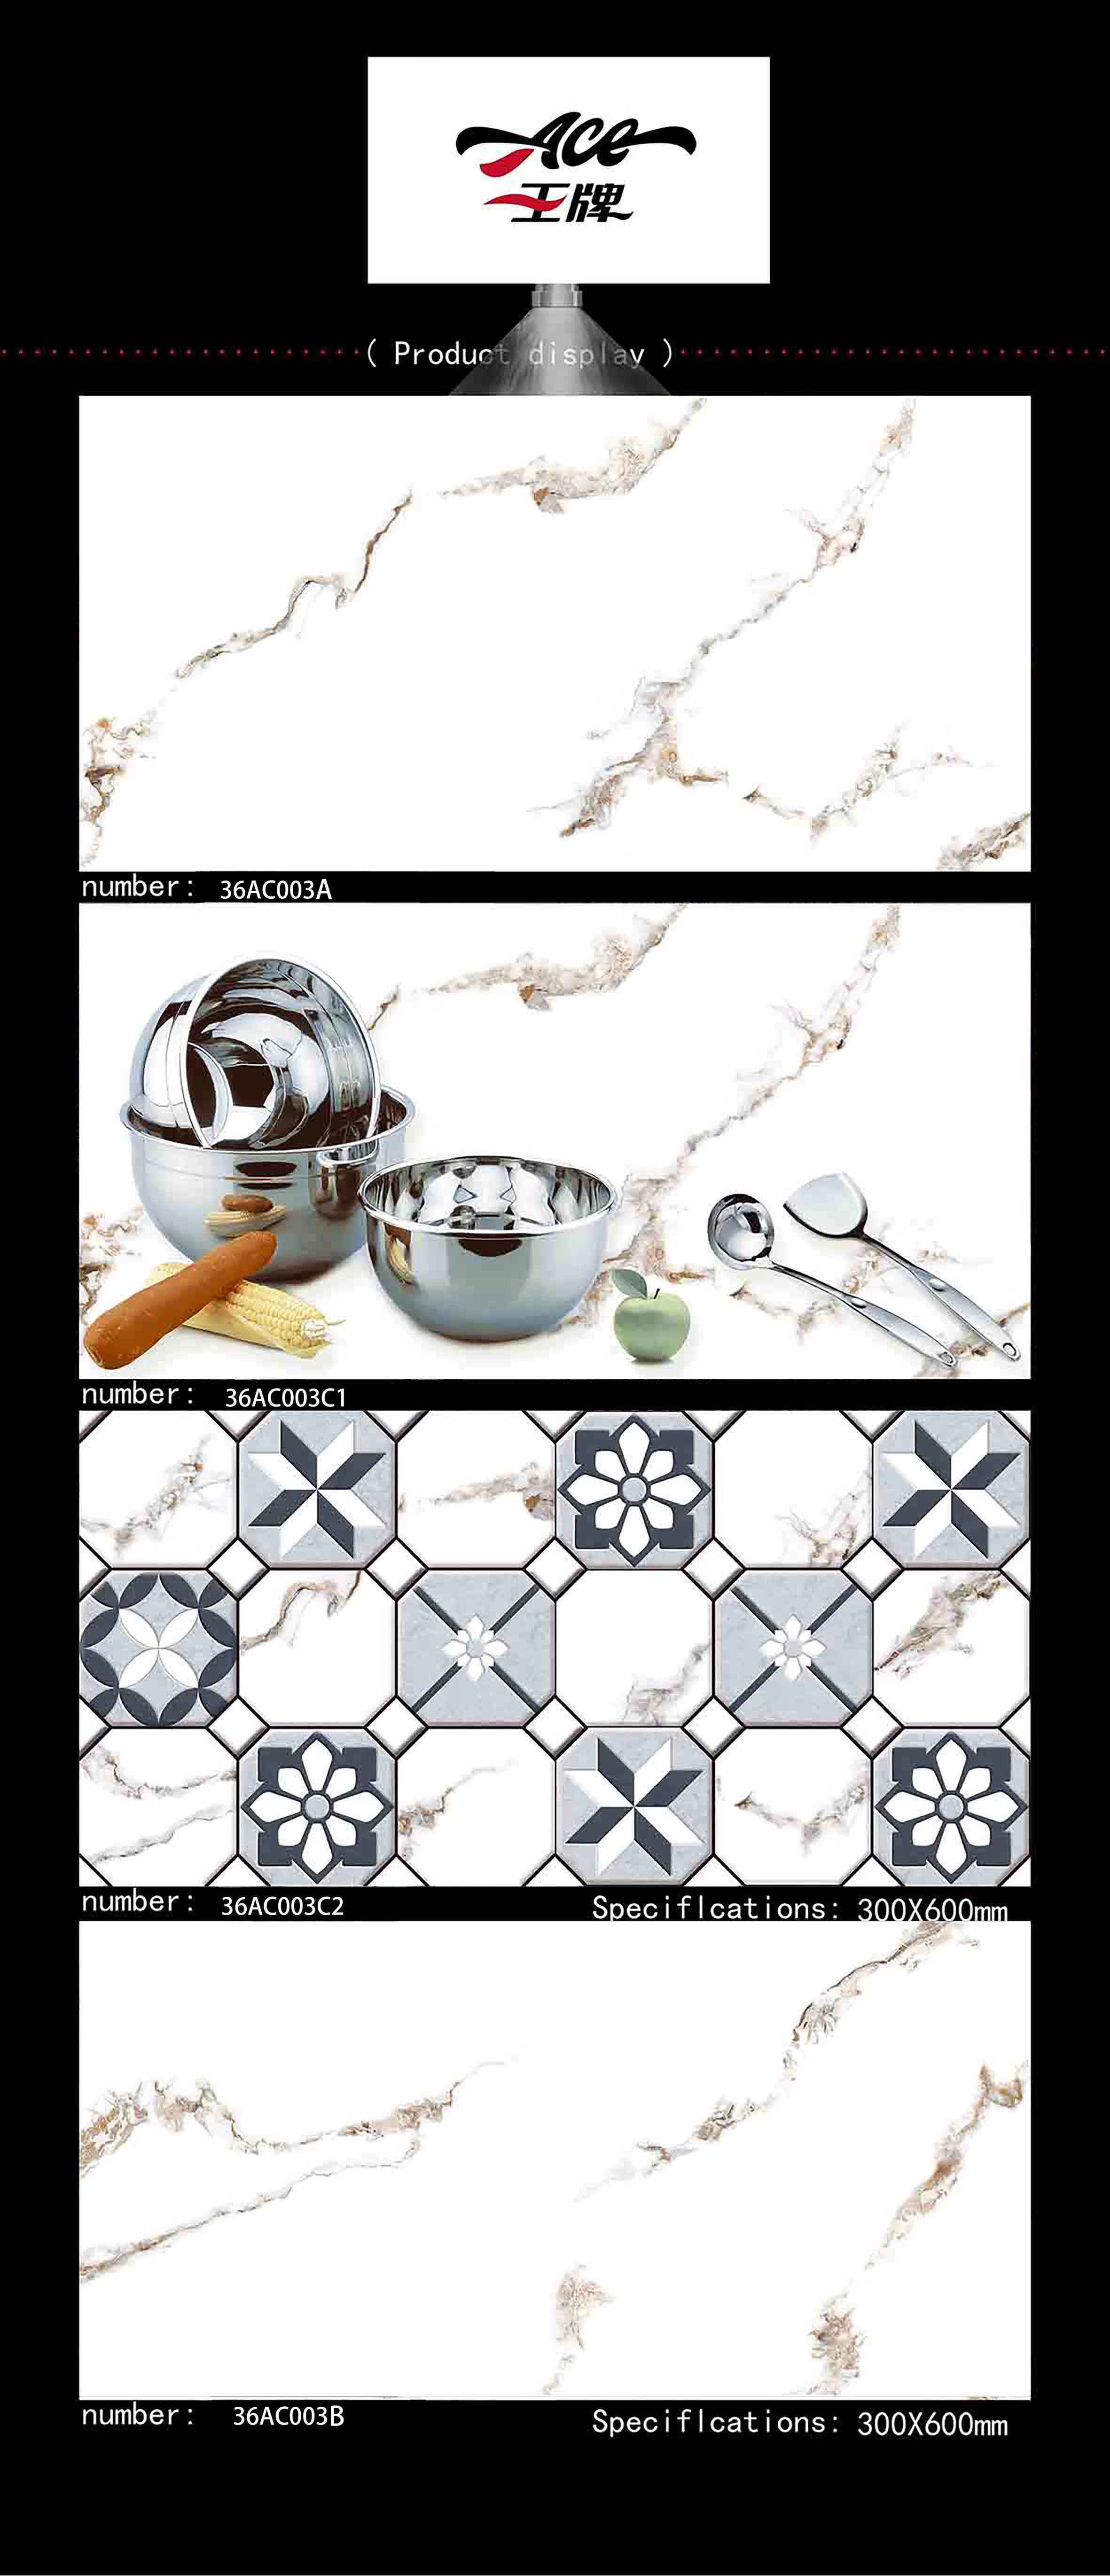 Ace
王牌
( Product display )
number: 36AC003A
number: 36AC003C1
number: 36AC003C2 Speciflcations: 300X600mm
number: 36AC003B Speciflcations: 300X600mm